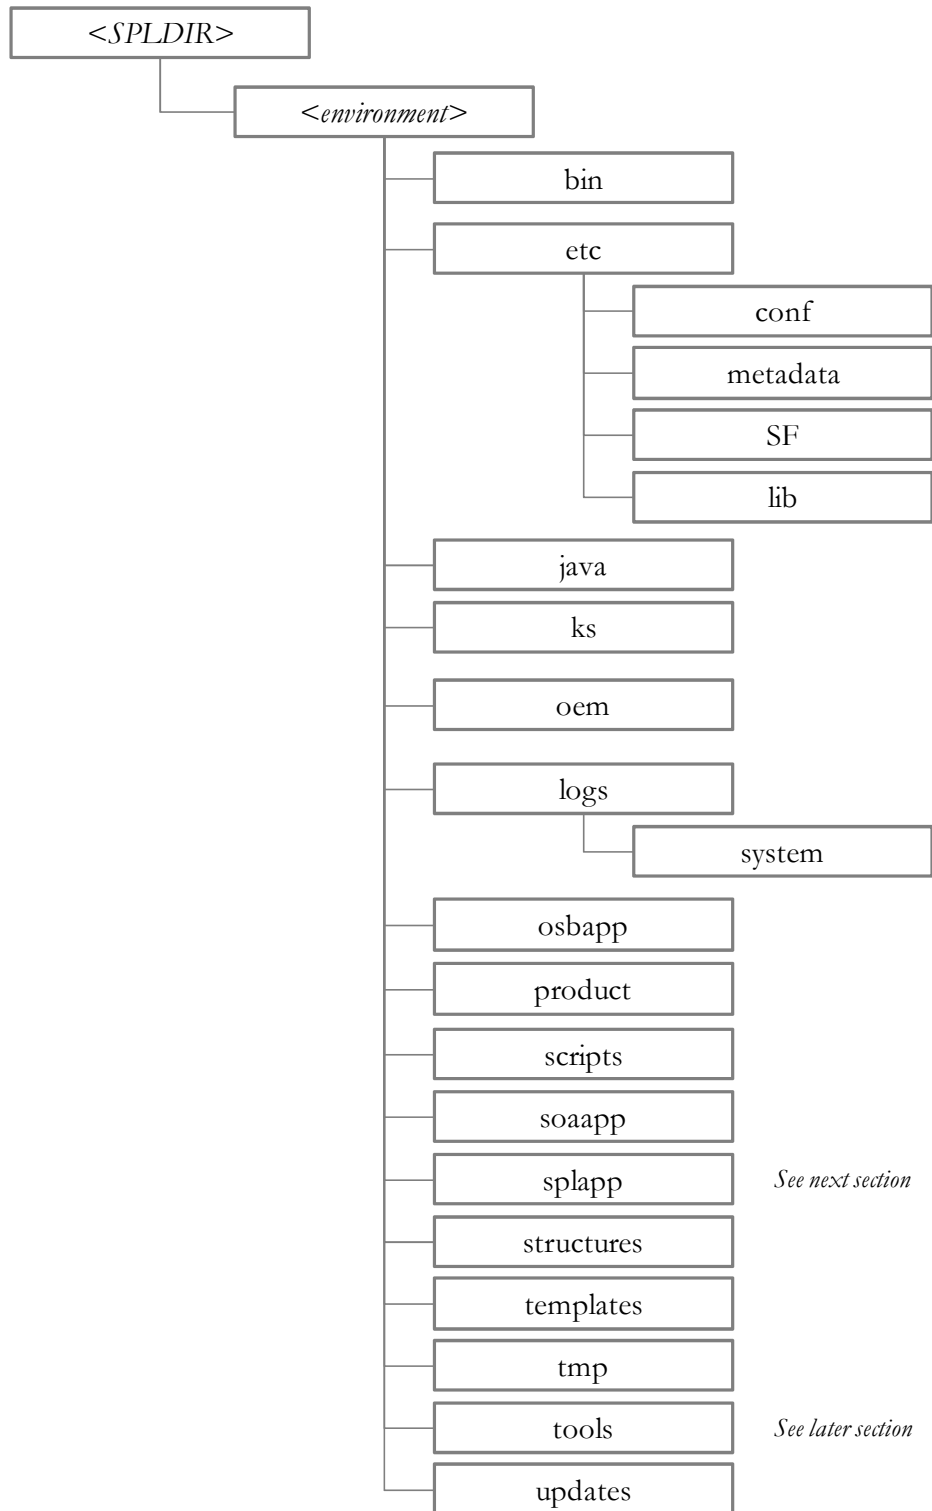 <SPLDIR>
<environment>
bin
etc
conf
metadata
SF
lib
java
ks
oem
logs
system
osbapp
product
scripts
soaapp
splapp See next section
structures
templates
tmp
tools See later section
updates